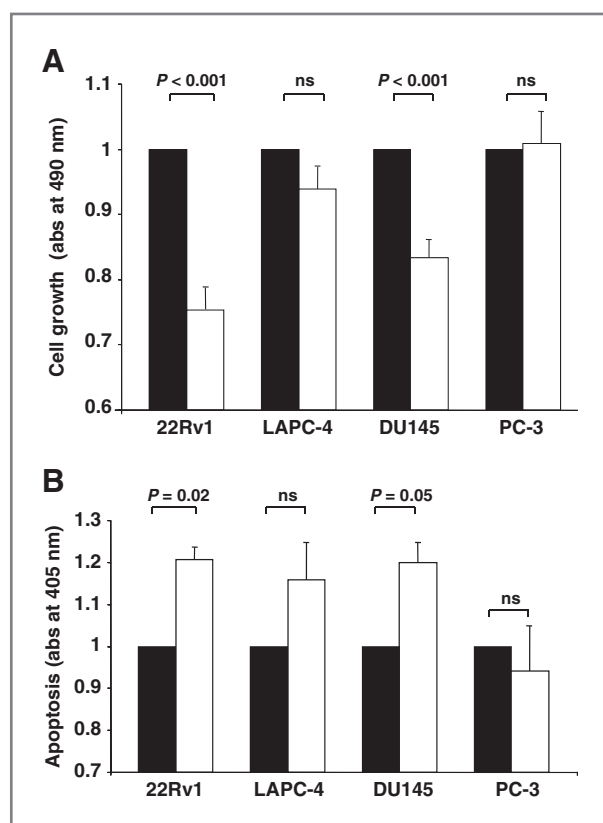 A
P < 0.001
ns
P < 0.001
ns
Cell growth (abs at 490 nm)
1.1
1
0.9
0.8
0.7
0.6
22Rv1 LAPC-4 DU145 PC-3
B
P = 0.02
ns
P = 0.05
ns
Apoptosis (abs at 405 nm)
1.3
1.2
1.1
1
0.9
0.8
0.7
22Rv1 LAPC-4 DU145 PC-3